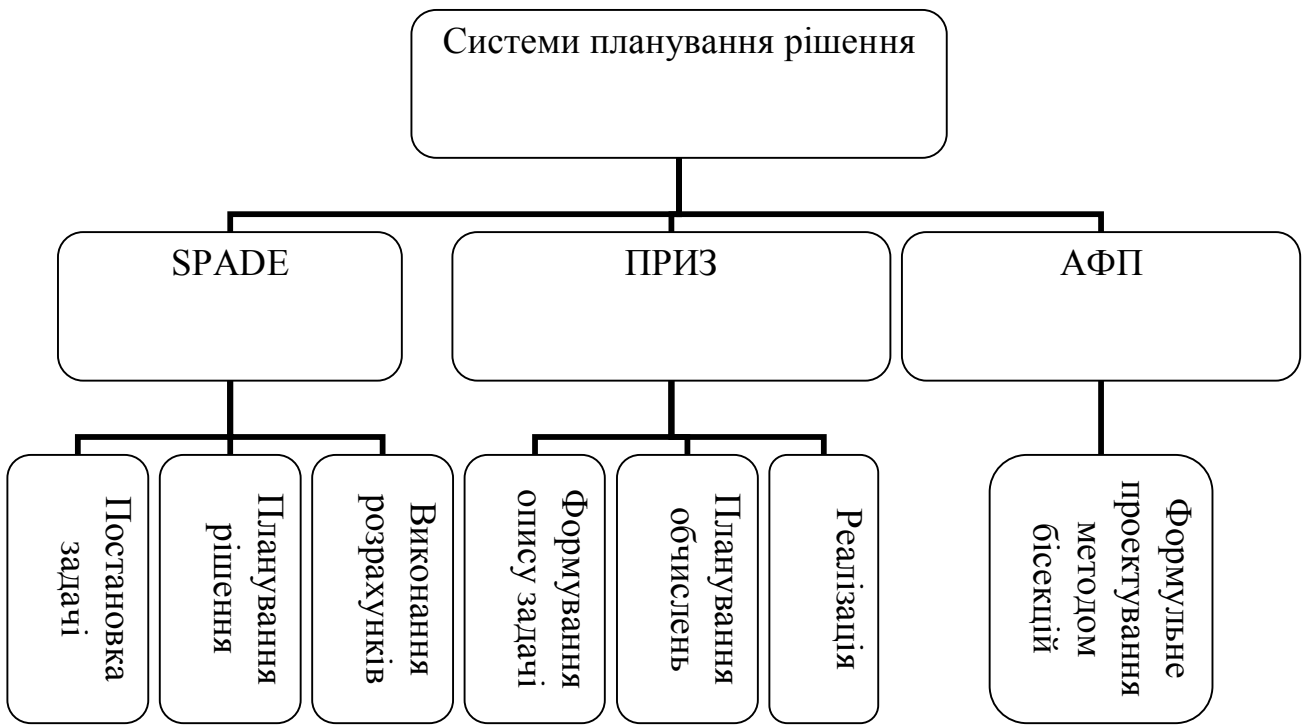 Системи планування рішення
SPADE
ПРИЗ
АФП
Постановка
задачі
Планування
рішення
Виконання
розрахунків
Формування
опису задачі
Планування
обчислень
Реалізація
Формульне
проектування
методом
бісекцій